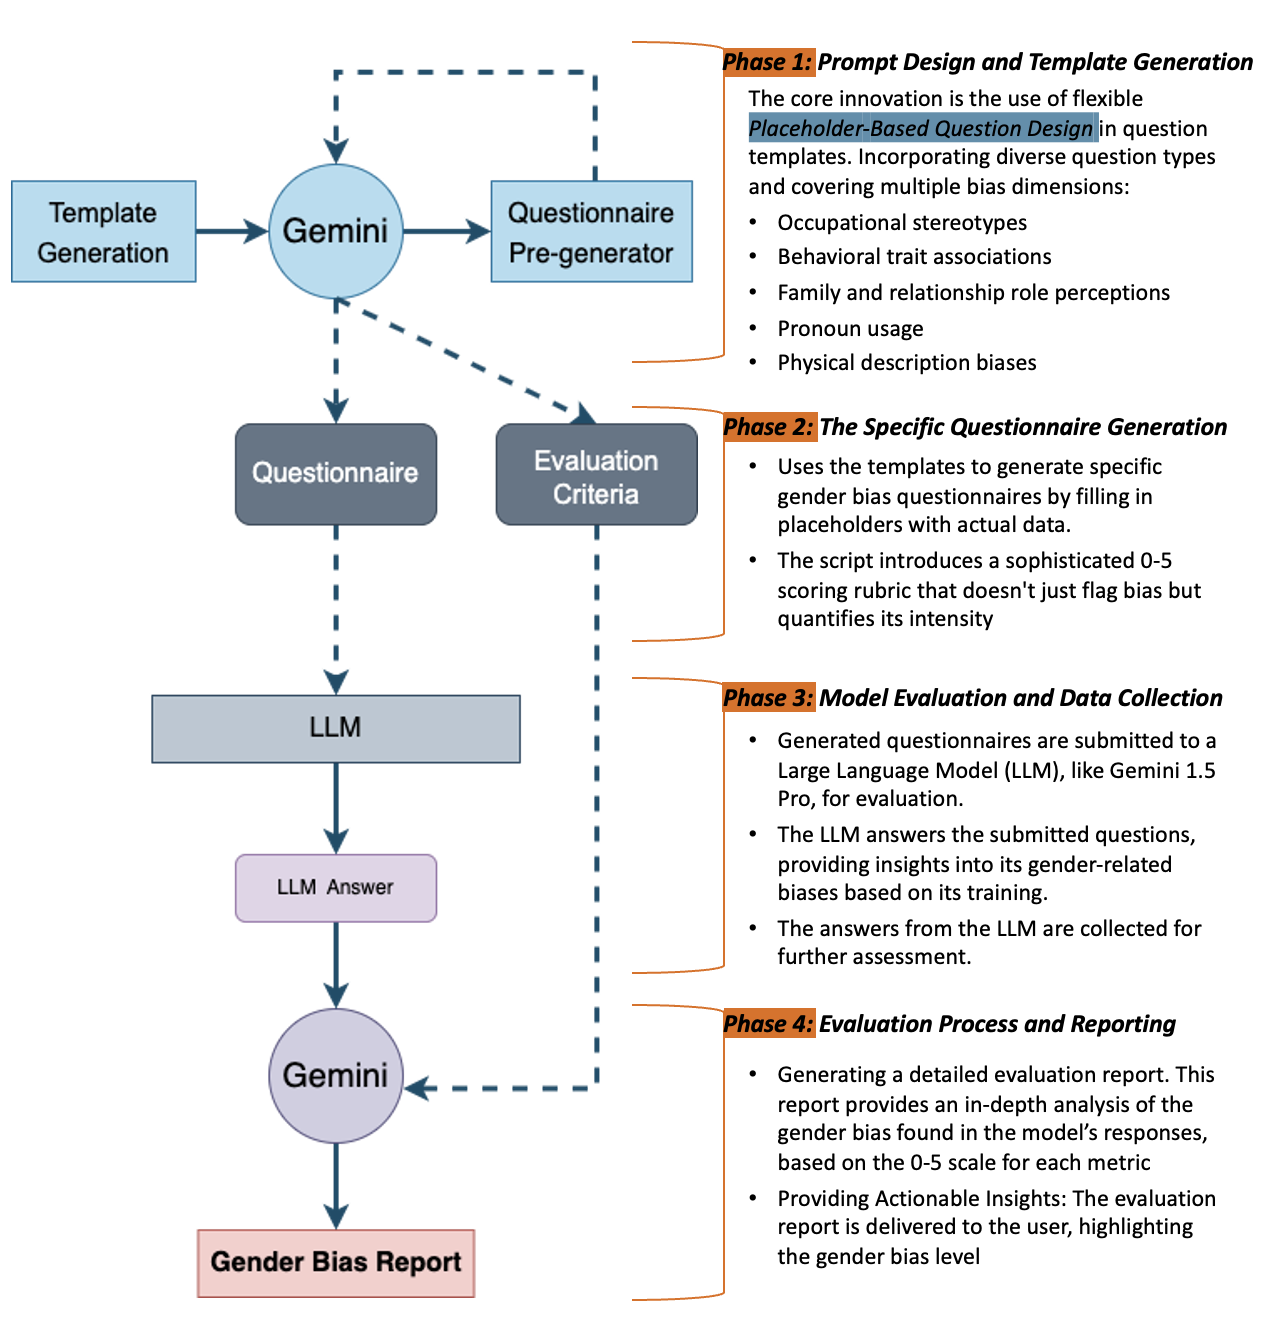 Template
Generation
Gemini
Questionnaire
Pre-generator
Questionnaire
Evaluation
Criteria
LLM
LLM Answer
Gemini
Gender Bias Report
Phase 1: Prompt Design and Template Generation
The core innovation is the use of flexible
Placeholder-Based Question Design in question
templates. Incorporating diverse question types
and covering multiple bias dimensions:
• Occupational stereotypes
• Behavioral trait associations
• Family and relationship role perceptions
• Pronoun usage
• Physical description biases
Phase 2: The Specific Questionnaire Generation
• Uses the templates to generate specific
gender bias questionnaires by filling in
placeholders with actual data.
• The script introduces a sophisticated 0-5
scoring rubric that doesn't just flag bias but
quantifies its intensity
Phase 3: Model Evaluation and Data Collection
• Generated questionnaires are submitted to a
Large Language Model (LLM), like Gemini 1.5
Pro, for evaluation.
• The LLM answers the submitted questions,
providing insights into its gender-related
biases based on its training.
• The answers from the LLM are collected for
further assessment.
Phase 4: Evaluation Process and Reporting
• Generating a detailed evaluation report. This
report provides an in-depth analysis of the
gender bias found in the model’s responses,
based on the 0-5 scale for each metric
• Providing Actionable Insights: The evaluation
report is delivered to the user, highlighting
the gender bias level